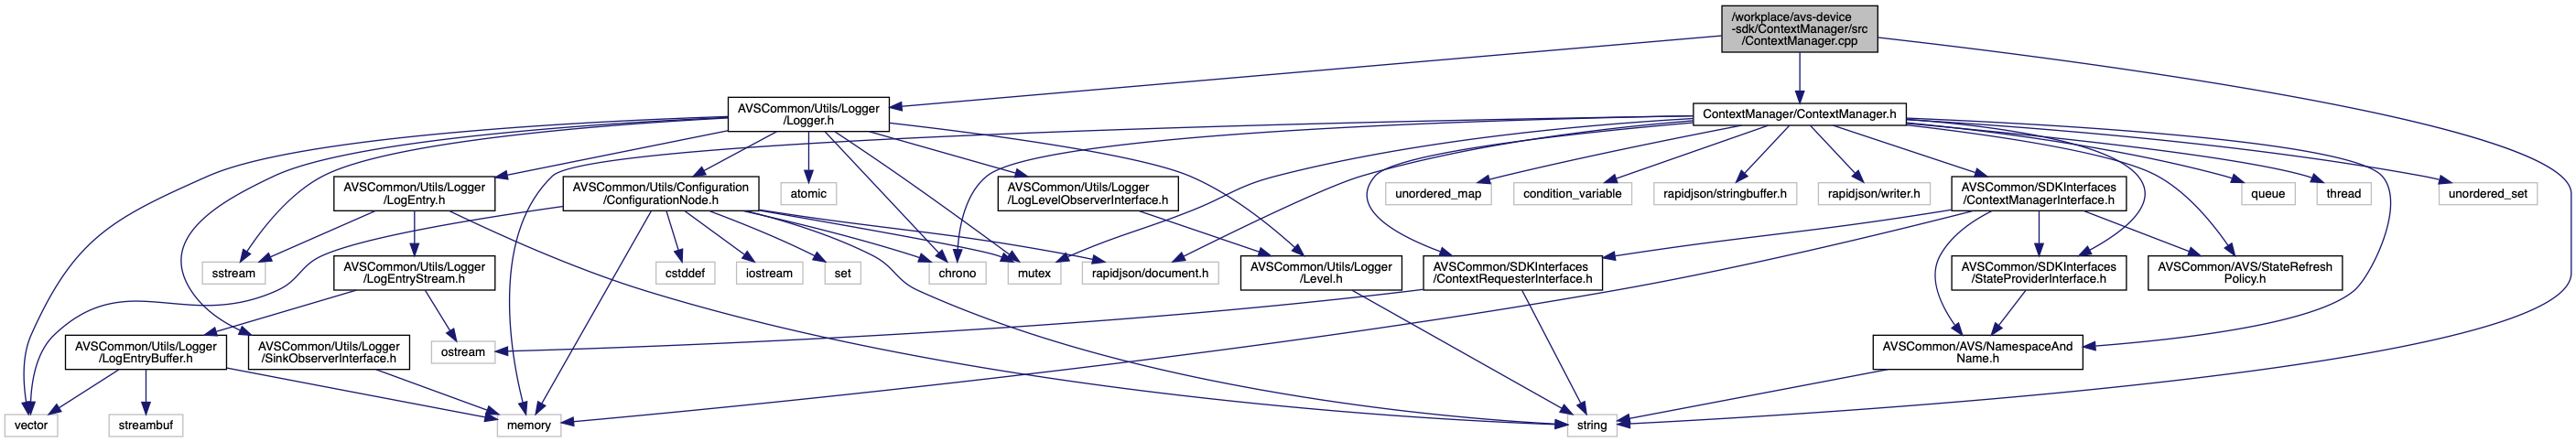 /workplace/avs-device
-sdk/ContextManager/src
/ContextManager.cpp
AVSCommon/Utils/Logger
/Logger.h
ContextManager/ContextManager.h
AVSCommon/Utils/Logger
/LogEntry.h
AVSCommon/Utils/Configuration
/ConfigurationNode.h
atomic
AVSCommon/Utils/Logger
/LogLevelObserverInterface.h
unordered_map
condition_variable
rapidjson/stringbuffer.h
rapidjson/writer.h
AVSCommon/SDKInterfaces
/ContextManagerInterface.h
queue
thread
unordered_set
sstream
AVSCommon/Utils/Logger
/LogEntryStream.h
cstddef
iostream
set
chrono
mutex
rapidjson/document.h
AVSCommon/Utils/Logger
/Level.h
AVSCommon/SDKInterfaces
/ContextRequesterInterface.h
AVSCommon/SDKInterfaces
/StateProviderInterface.h
AVSCommon/AVS/StateRefresh
Policy.h
AVSCommon/Utils/Logger
/LogEntryBuffer.h
AVSCommon/Utils/Logger
/SinkObserverInterface.h
ostream
AVSCommon/AVS/NamespaceAnd
Name.h
vector
streambuf
memory
string